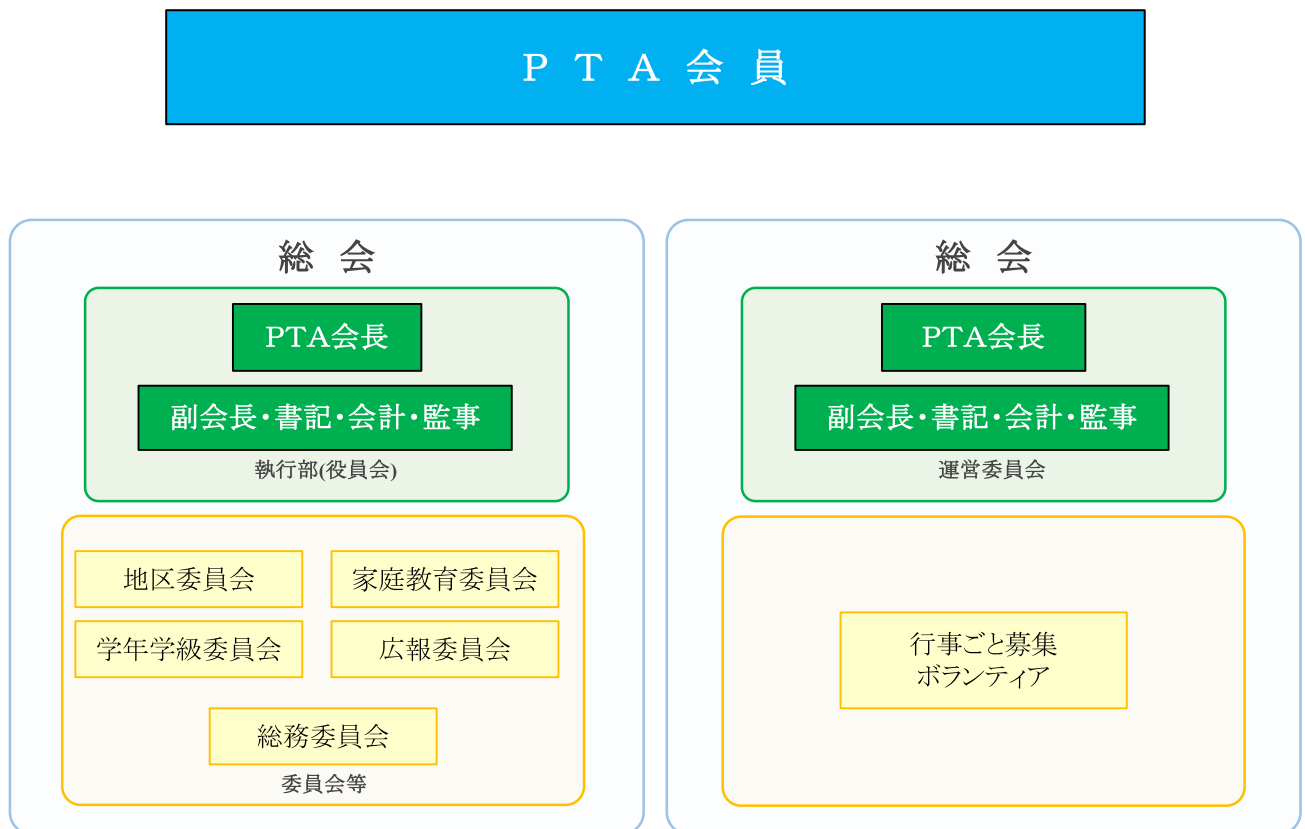 PTA会員
総会
PTA会長
副会長・書記・会計・監事
執行部(役員会)
地区委員会
家庭教育委員会
学年学級委員会
広報委員会
総務委員会
委員会等
総会
PTA会長
副会長・書記・会計・監事
運営委員会
行事ごと募集
ボランティア